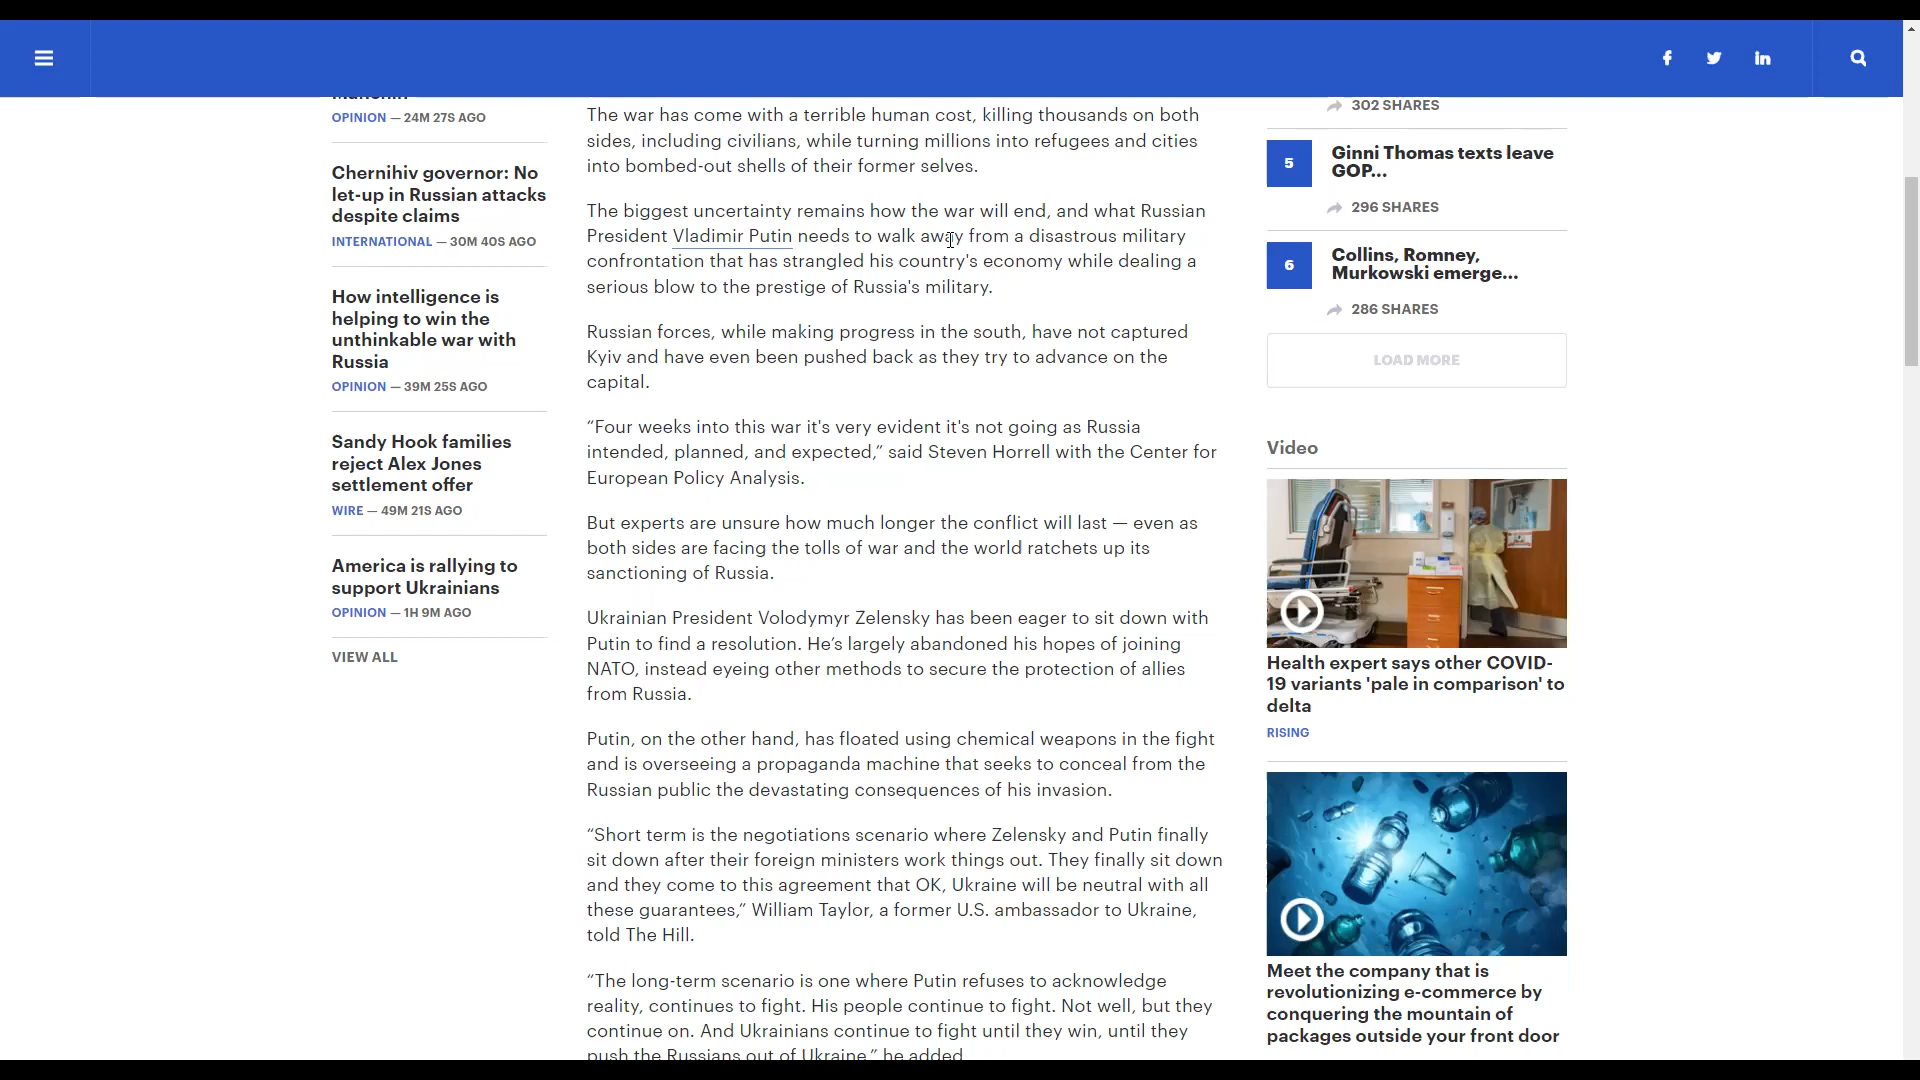 OPINION — 24M 27S AGO
Chernihiv governor: No
let-up in Russian attacks
despite claims
INTERNATIONAL — 30M 40S AGO
How intelligence is
helping to win the
unthinkable war with
Russia
OPINION — 39M 25S AGO
Sandy Hook families
reject Alex Jones
settlement offer
WIRE — 49M 21S AGO
America is rallying to
support Ukrainians
OPINION — 1H 9M AGO
VIEW ALL
The war has come with a terrible human cost, killing thousands on both
sides, including civilians, while turning millions into refugees and cities
into bombed-out shells of their former selves.
The biggest uncertainty remains how the war will end, and what Russian
President Vladimir Putin needs to walk away from a disastrous military
confrontation that has strangled his country's economy while dealing a
serious blow to the prestige of Russia's military.
Russian forces, while making progress in the south, have not captured
Kyiv and have even been pushed back as they try to advance on the
capital.
“Four weeks into this war it's very evident it's not going as Russia
intended, planned, and expected,” said Steven Horrell with the Center for
European Policy Analysis.
But experts are unsure how much longer the conflict will last — even as
both sides are facing the tolls of war and the world ratchets up its
sanctioning of Russia.
Ukrainian President Volodymyr Zelensky has been eager to sit down with
Putin to find a resolution. He’s largely abandoned his hopes of joining
NATO, instead eyeing other methods to secure the protection of allies
from Russia.
Putin, on the other hand, has floated using chemical weapons in the fight
and is overseeing a propaganda machine that seeks to conceal from the
Russian public the devastating consequences of his invasion.
“Short term is the negotiations scenario where Zelensky and Putin finally
sit down after their foreign ministers work things out. They finally sit down
and they come to this agreement that OK, Ukraine will be neutral with all
these guarantees,” William Taylor, a former U.S. ambassador to Ukraine,
told The Hill.
“The long-term scenario is one where Putin refuses to acknowledge
reality, continues to fight. His people continue to fight. Not well, but they
continue on. And Ukrainians continue to fight until they win, until they
push the Russians out of Ukraine,” he added.
302 SHARES
5
Ginni Thomas texts leave
GOP...
296 SHARES
6
Collins, Romney,
Murkowski emerge...
286 SHARES
LOAD MORE
Video
Health expert says other COVID-
19 variants 'pale in comparison' to
delta
RISING
Meet the company that is
revolutionizing e-commerce by
conquering the mountain of
packages outside your front door